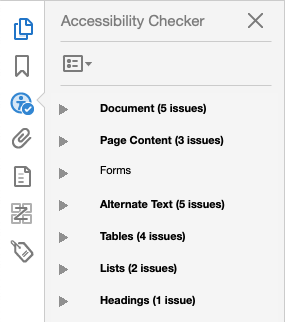 Accessibility Checker
Document (5 issues)
Page Content (3 issues)
Forms
Alternate Text (5 issues)
Tables (4 issues)
Lists (2 issues)
Headings (1 issue)